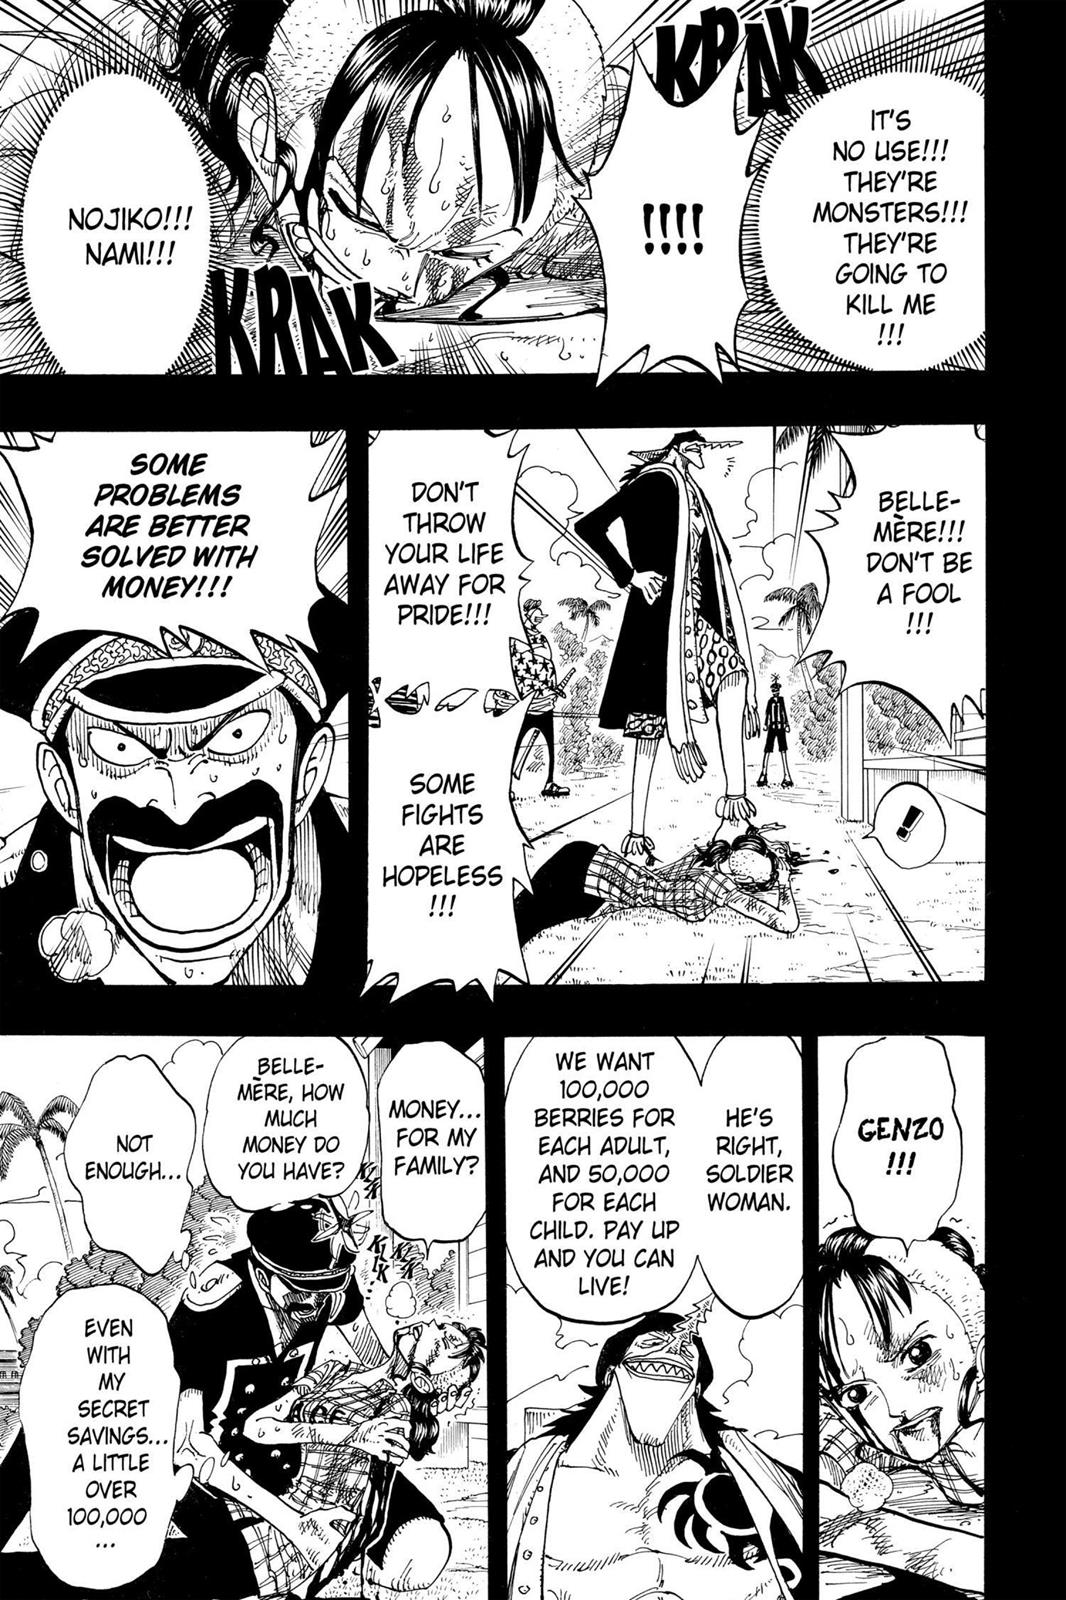 KRAK
IT'S
NO USE!!!
THEY'RE
MONSTERS!!!
THEY'RE
GOING TO
KILL ME
!!!
!!!!
NOJIKO!!!
NAMI!!!
KRAK
BELLE-
MÈRE!!!
DON'T BE
A FOOL
!!!
!
DON'T
THROW
YOUR LIFE
AWAY FOR
PRIDE!!!
SOME
FIGHTS
ARE
HOPELESS
!!!
SOME
PROBLEMS
ARE BETTER
SOLVED WITH
MONEY!!!
GENZO
!!!
HE'S
RIGHT,
SOLDIER
WOMAN.
WE WANT
100,000
BERRIES FOR
EACH ADULT,
AND 50,000
FOR EACH
CHILD. PAY UP
AND YOU CAN
LIVE!
MONEY...
FOR MY
FAMILY?
BELLE-
MÈRE, HOW
MUCH
MONEY DO
YOU HAVE?
KLK
KLK
KLK
NOT
ENOUGH...
EVEN
WITH
MY
SECRET
SAVINGS...
A LITTLE
OVER
100,000
...